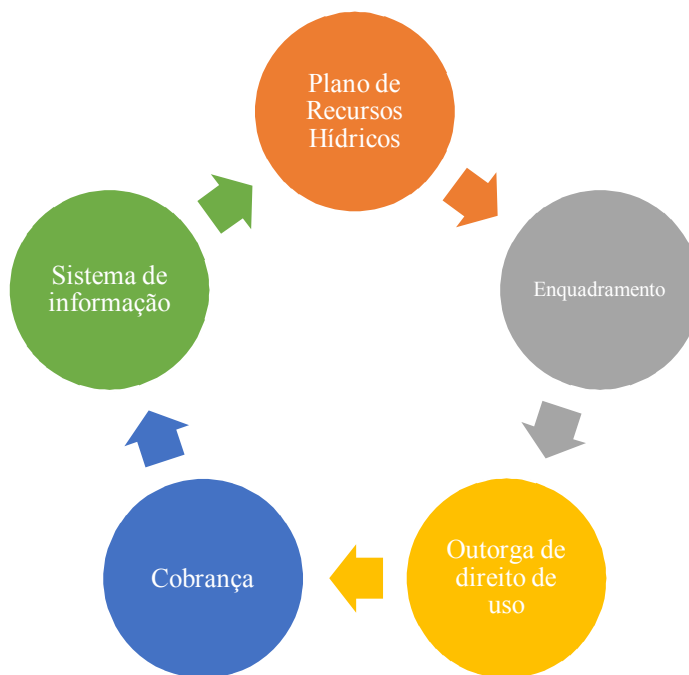 Plano de
Recursos
Hídricos
Enquadramento
Outorga de
direito de
uso
Cobrança
Sistema de
informação